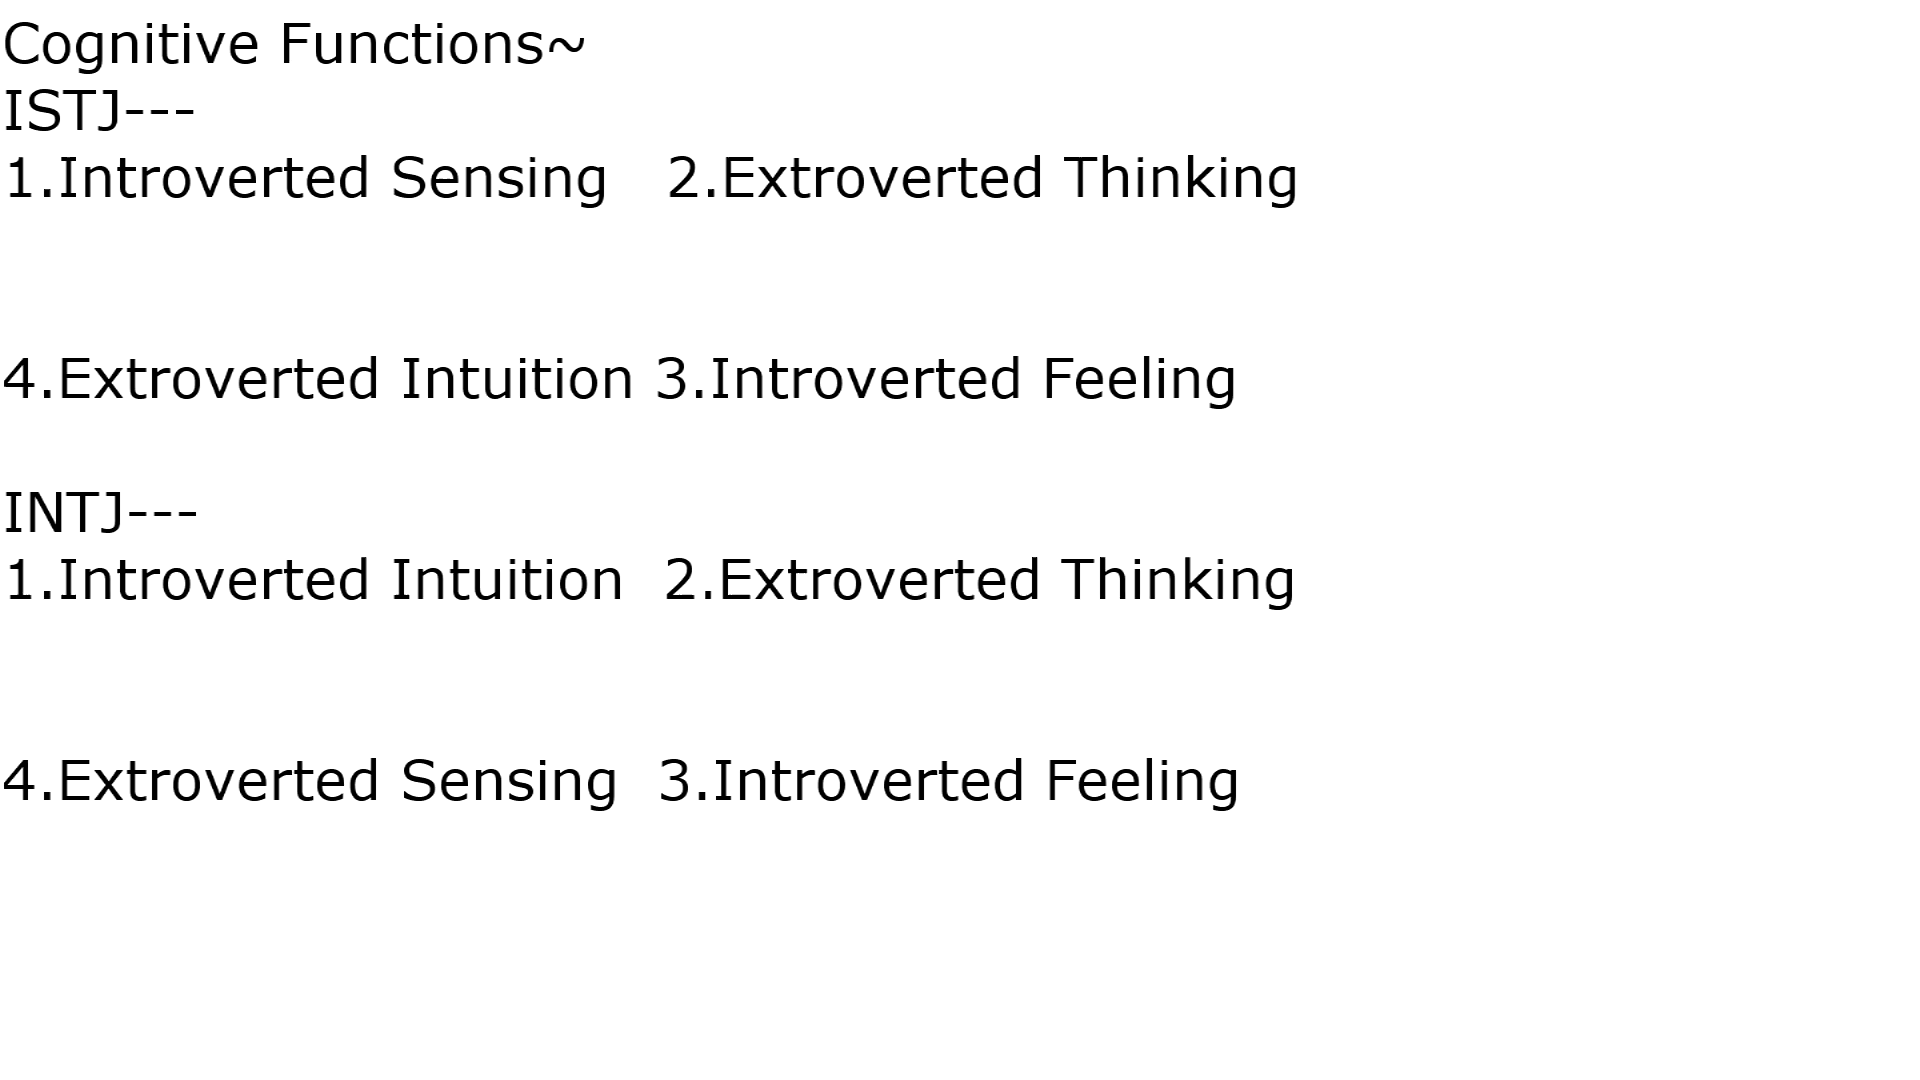 Cognitive Functions~
ISTJ---
1.Introverted Sensing   2.Extroverted Thinking
4.Extroverted Intuition 3.Introverted Feeling
INTJ---
1.Introverted Intuition  2.Extroverted Thinking
4.Extroverted Sensing  3.Introverted Feeling